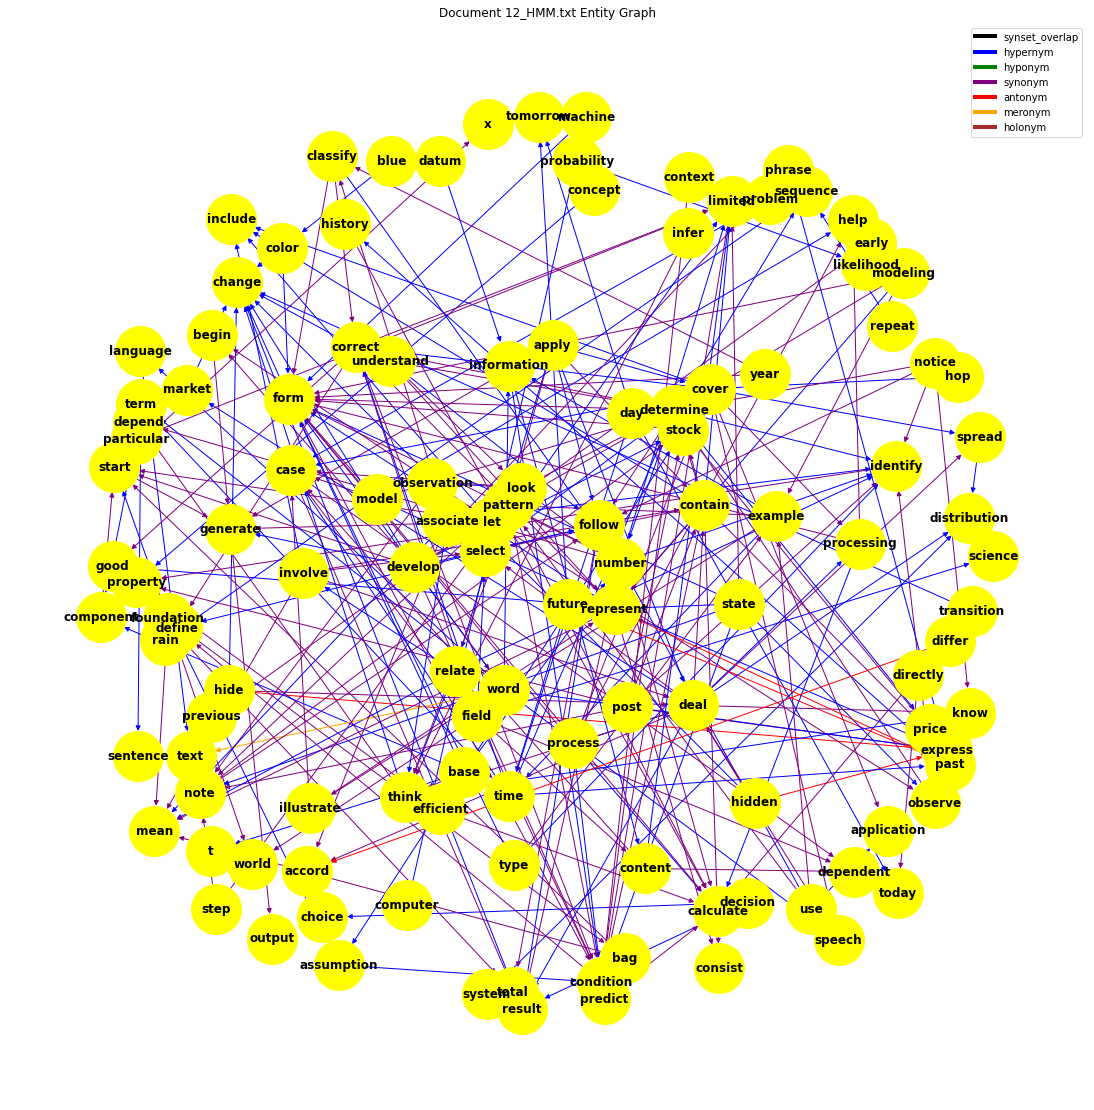 Document 12_HMM.txt Entity Graph
synset_overlap
hypernym
hyponym
synonym
antonym
meronym
holonym
x
tomorrow
machine
classify
blue
datum
probability
concept
context
phrase
limited
problem
sequence
include
history
color
infer
help
early
likelihood
modeling
change
begin
repeat
language
correct
understand
information
apply
notice
hop
market
term
form
cover
year
depend
particular
day
determine
stock
spread
start
case
identify
observation
model
look
pattern
let
associate
contain
example
distribution
generate
follow
processing
science
select
number
good
property
involve
develop
component
foundation
define
rain
future
represent
state
transition
differ
directly
relate
word
hide
previous
field
post
deal
know
price
express
past
sentence
text
process
base
note
think
efficient
time
illustrate
hidden
observe
mean
application
t
world
accord
type
content
dependent
today
step
choice
computer
calculate
decision
use
speech
output
assumption
bag
consist
system
total
result
condition
predict